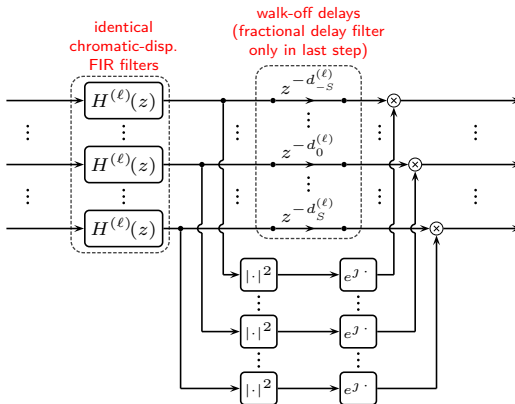 identical
chromatic-disp.
FIR filters
walk-off delays
(fractional delay filter
only in last step)
H^{(ℓ)}(z)
z^{-d_{-S}^{(ℓ)}}
×
⋮ ⋮ ⋮ ⋮ ⋮ ⋮
H^{(ℓ)}(z)
z^{-d_0^{(ℓ)}}
×
⋮ ⋮ ⋮ ⋮ ⋮ ⋮
H^{(ℓ)}(z)
z^{-d_S^{(ℓ)}}
×
|·|^2
e^{ȷ·}
⋮ ⋮
|·|^2
e^{ȷ·}
⋮ ⋮
|·|^2
e^{ȷ·}